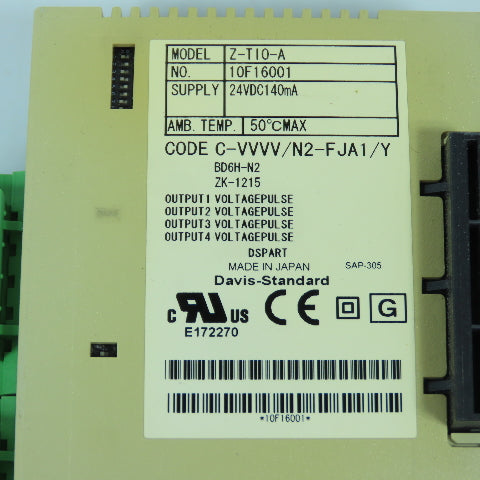 MODEL Z-TIO-A
NO. 10F16001
SUPPLY 24VDC140mA
AMB. TEMP. 50℃MAX
CODE C-VVVV/N2-FJA1/Y
BD6H-N2
ZK-1215
OUTPUT1 VOLTAGEPULSE
OUTPUT2 VOLTAGEPULSE
OUTPUT3 VOLTAGEPULSE
OUTPUT4 VOLTAGEPULSE
DSPART
MADE IN JAPAN SAP-305
Davis-Standard
C RU US CE G
E172270
*10F16001*